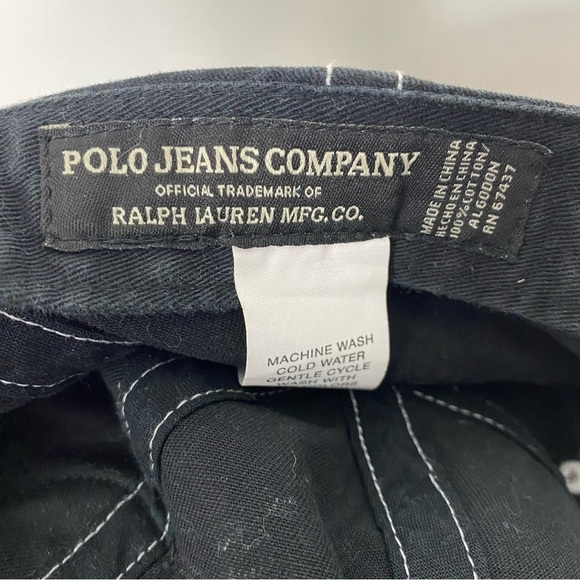 POLO JEANS COMPANY
OFFICIAL TRADEMARK OF
RALPH LAUREN MFG. CO.
MADE IN CHINA
HECHO EN CHINA
100% COTTON/
ALGODON
RN 67437
MACHINE WASH
COLD WATER
GENTLE CYCLE
WASH WITH